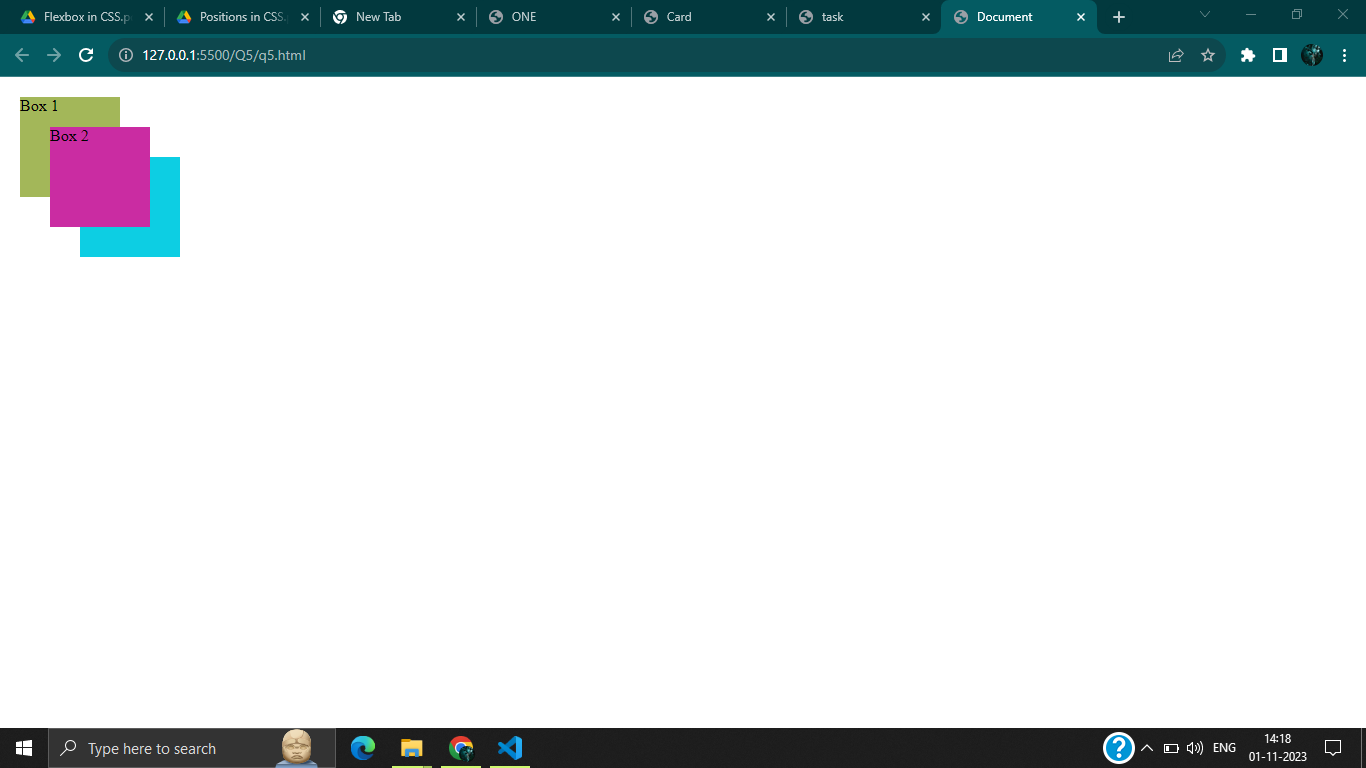 Flexbox in CSS.p
Positions in CSS.
New Tab
ONE
Card
task
Document
127.0.0.1:5500/Q5/q5.html
Box 1
Box 2
Type here to search
ENG
14:18
01-11-2023